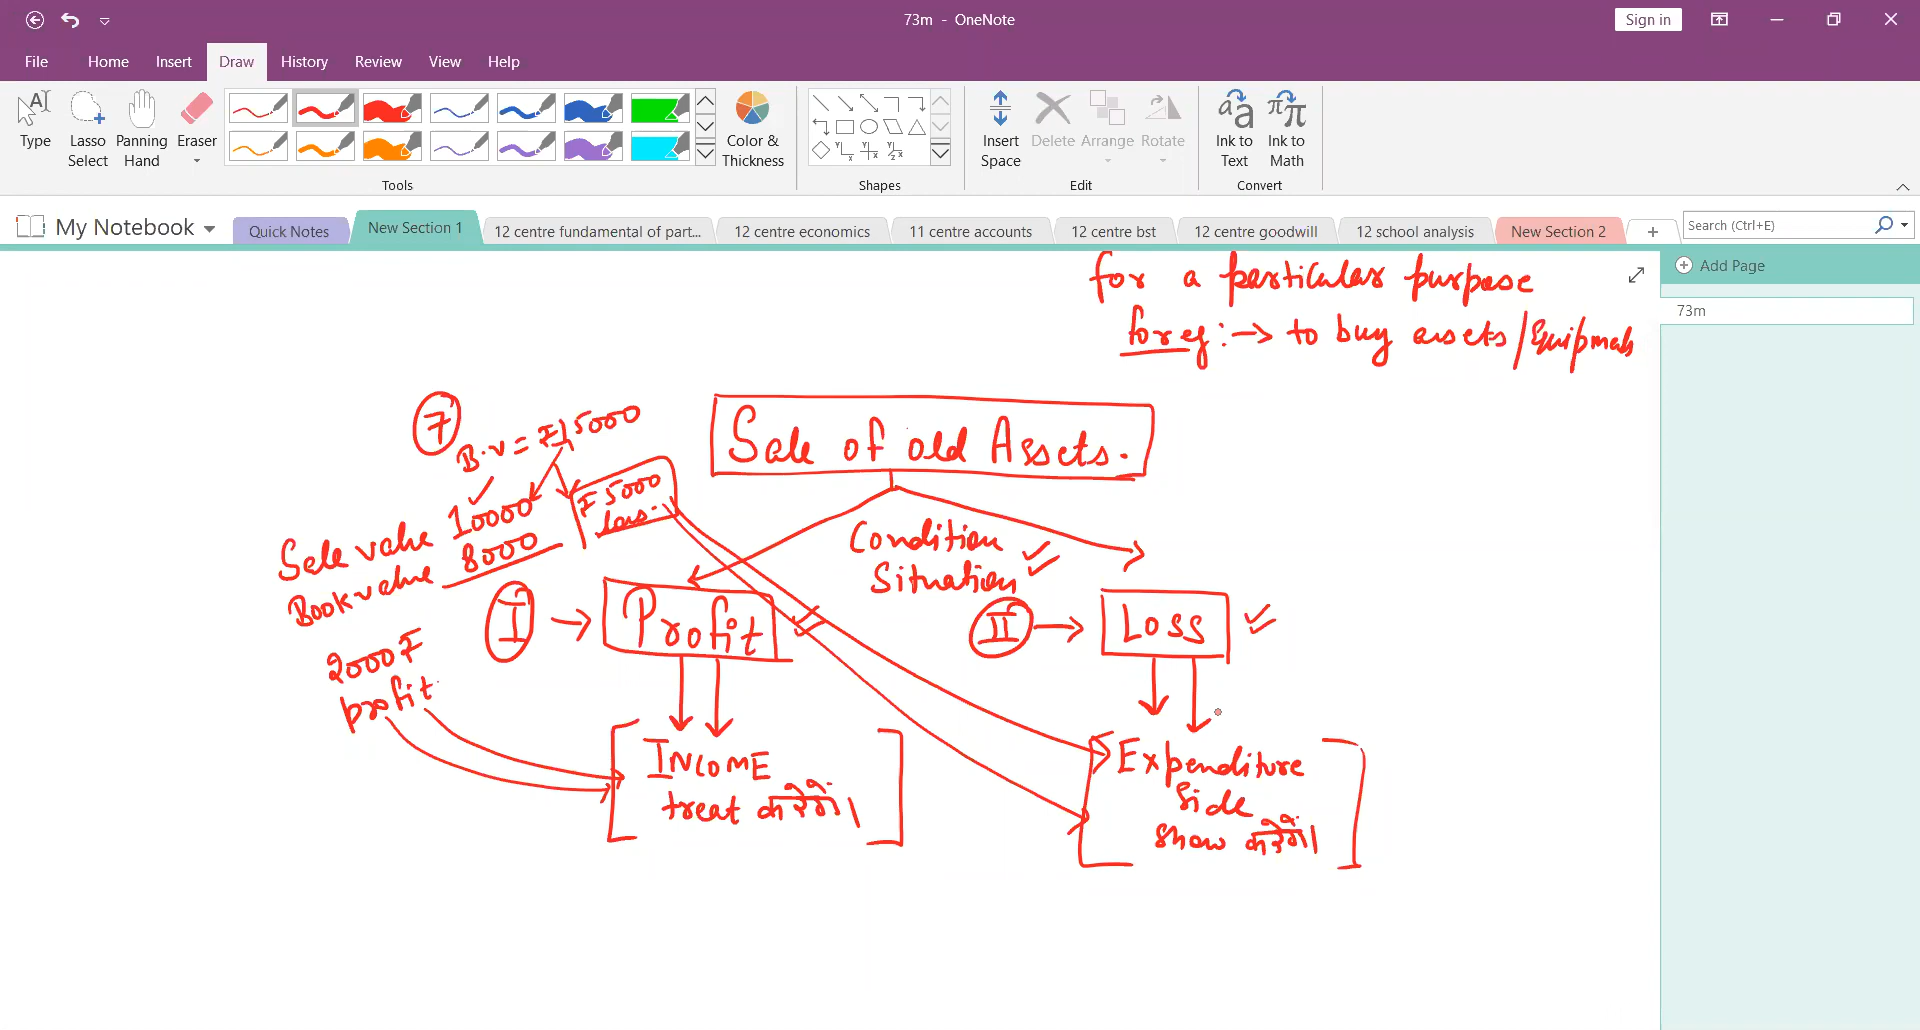 73m - OneNote
Sign in
File Home Insert Draw History Review View Help
Type
Lasso Select
Panning Hand
Eraser
Color & Thickness
Insert Space
Delete
Arrange
Rotate
Ink to Text
Ink to Math
Tools
Shapes
Edit
Convert
My Notebook
Quick Notes
New Section 1
12 centre fundamental of part...
12 centre economics
11 centre accounts
12 centre bst
12 centre goodwill
12 school analysis
New Section 2
Search (Ctrl+E)
Add Page
73m
for a particular purpose
for eg :→ to buy assets / Equipments
7
B.v = ₹15000
Sale of old Assets.
₹5000
loss.
Sale value 10000
Book value 8000
Condition
Situation
I → Profit
II → Loss
2000₹
profit
INCOME
treat करेंगे।
Expenditure
Side
show करेंगे।